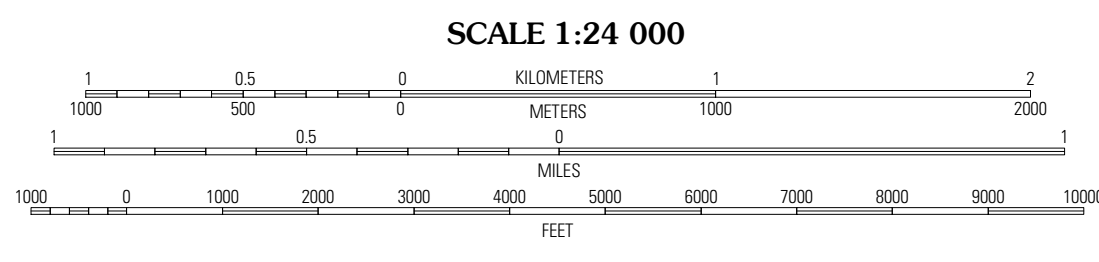 SCALE 1:24 000
1 0.5 0 KILOMETERS 1 2
1000 500 0 METERS 1000 2000
1 0.5 0 1
MILES
1000 0 1000 2000 3000 4000 5000 6000 7000 8000 9000 10000
FEET